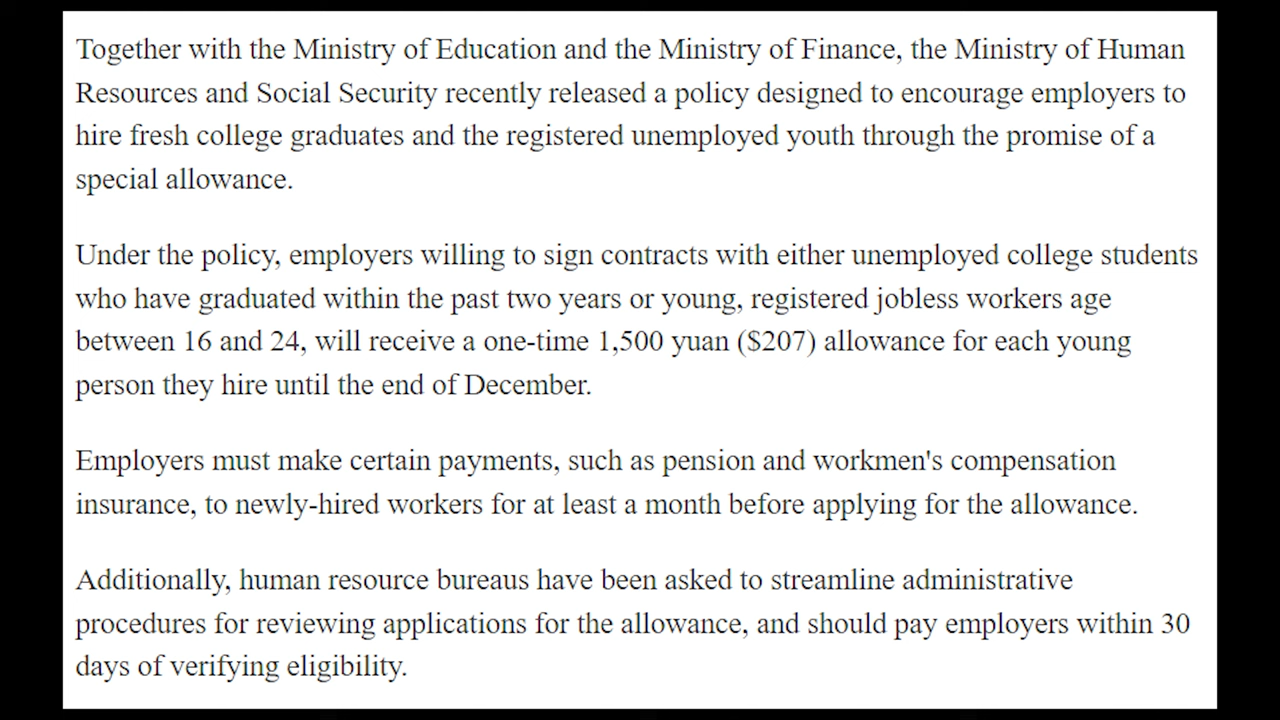 Together with the Ministry of Education and the Ministry of Finance, the Ministry of Human
Resources and Social Security recently released a policy designed to encourage employers to
hire fresh college graduates and the registered unemployed youth through the promise of a
special allowance.
Under the policy, employers willing to sign contracts with either unemployed college students
who have graduated within the past two years or young, registered jobless workers age
between 16 and 24, will receive a one-time 1,500 yuan ($207) allowance for each young
person they hire until the end of December.
Employers must make certain payments, such as pension and workmen's compensation
insurance, to newly-hired workers for at least a month before applying for the allowance.
Additionally, human resource bureaus have been asked to streamline administrative
procedures for reviewing applications for the allowance, and should pay employers within 30
days of verifying eligibility.